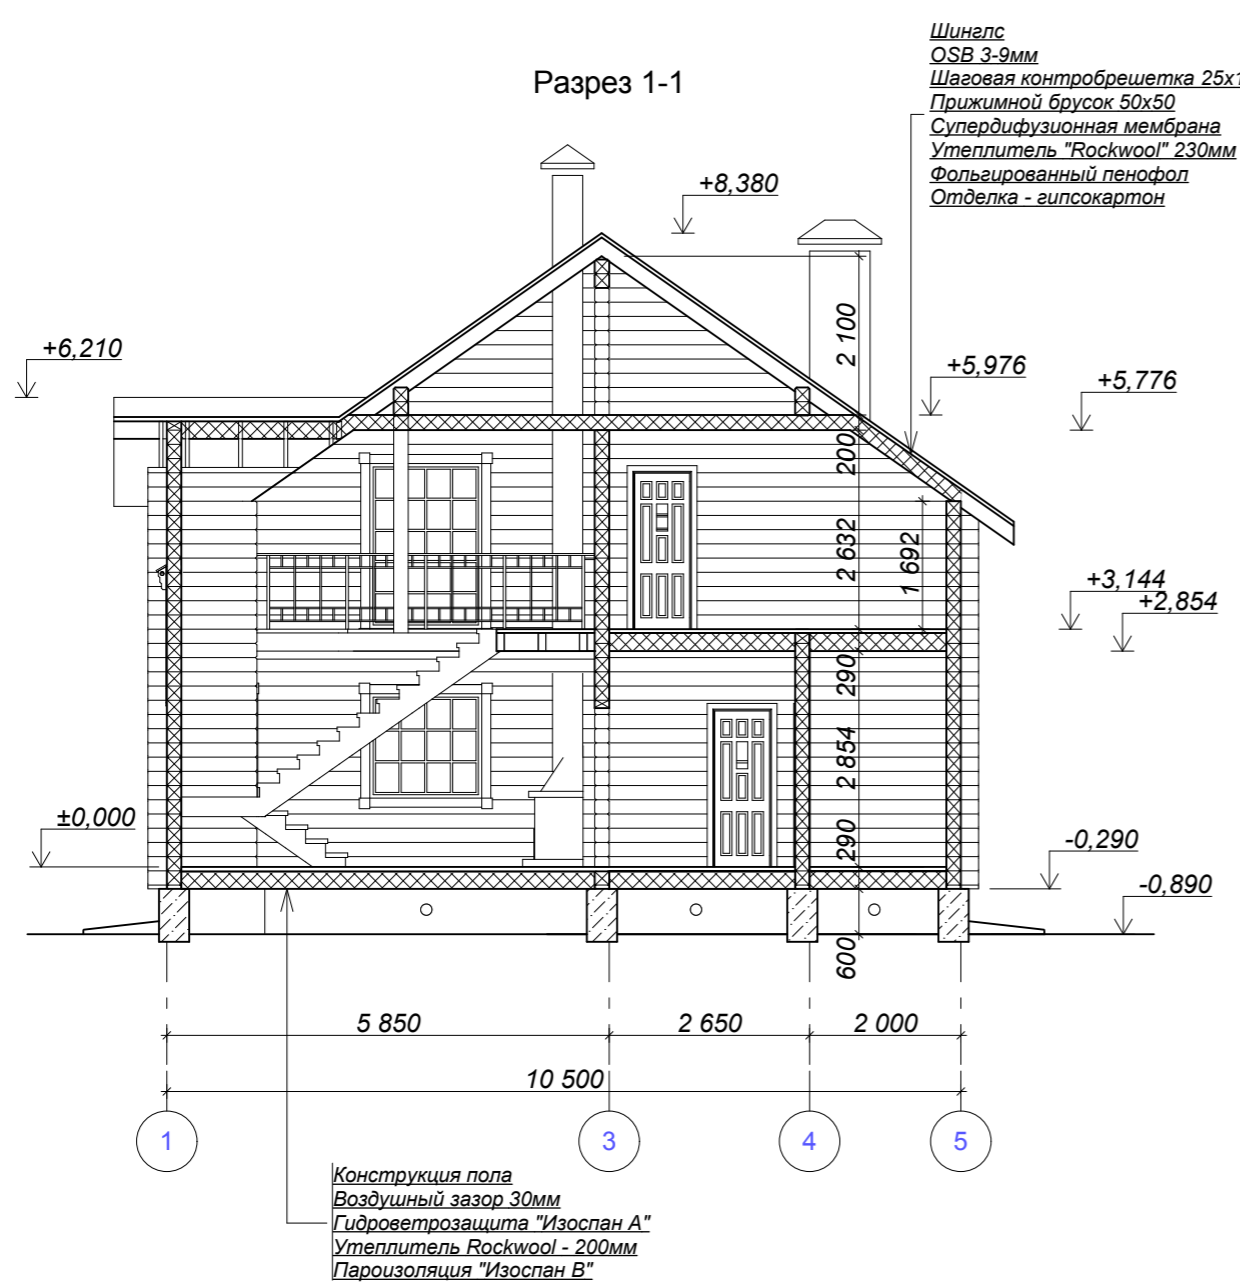 Шинглс
OSB 3-9мм
Разрез 1-1
Шаговая контробрешетка 25х1
Прижимной брусок 50х50
Супердифузионная мембрана
Утеплитель "Rockwool" 230мм
Фольгированный пенофол
Отделка - гипсокартон
+8,380
+6,210
2 100
+5,976
+5,776
200
2 632
1 692
+3,144
+2,854
290
2 854
±0,000
290
-0,290
-0,890
600
5 850
2 650
2 000
10 500
1
3
4
5
Конструкция пола
Воздушный зазор 30мм
Гидроветрозащита "Изоспан А"
Утеплитель Rockwool - 200мм
Пароизоляция "Изоспан В"